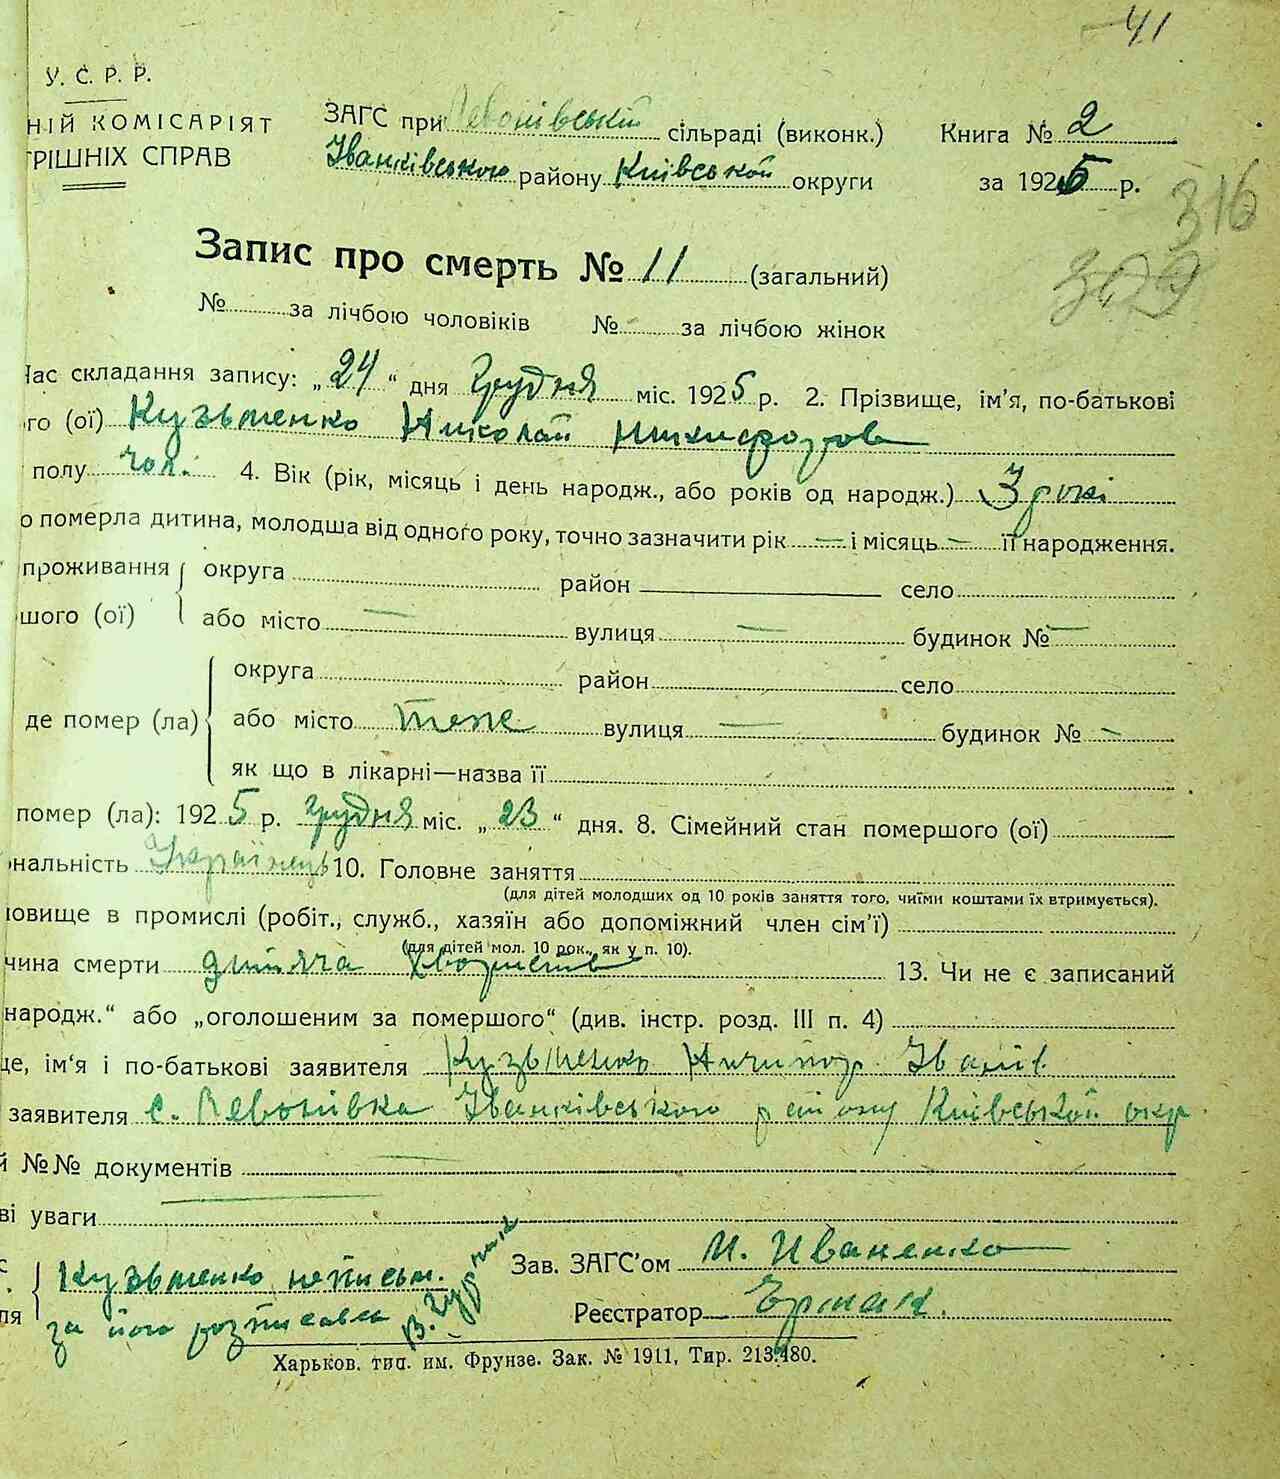 41
У. С. Р. Р.
НІЙ КОМІСАРІЯТ
ТРІШНІХ СПРАВ
ЗАГС при Левонівській сільраді (виконк.)
Іванківського району Київської округи
Книга № 2
за 1925 р.
316
309
Запис про смерть № 11 (загальний)
№ за лічбою чоловіків № за лічбою жінок
Час складання запису: „24“ дня грудня міс. 1925 р. 2. Прізвище, ім'я, по-батькові
го (ої) Кузьменко Николай Никифоров
полу чол. 4. Вік (рік, місяць і день народж., або років од народж.) 3 рокі
о померла дитина, молодша від одного року, точно зазначити рік — і місяць — її народження.
проживання округа район село
шого (ої) або місто — вулиця — будинок № —
округа район село
де помер (ла) або місто теж вулиця — будинок № —
як що в лікарні—назва її
помер (ла): 1925 р. грудня міс. „23“ дня. 8. Сімейний стан помершого (ої)
ональність Українець 10. Головне заняття
(для дітей молодших од 10 років заняття того, чиїми коштами їх втримується).
овище в промислі (робіт., служб., хазяїн або допоміжний член сім'ї)
(для дітей мол. 10 рок., як у п. 10).
чина смерти дитяча 13. Чи не є записаний
народж.“ або „оголошеним за помершого“ (див. інстр. розд. III п. 4)
це, ім'я і по-батькові заявителя Кузьменко Ничипор Іванів
заявителя с. Левонівка Іванківського району Київської окр
й №№ документів —
ві уваги —
Кузьменко неписьм.
за його розписався
Зав. ЗАГС'ом И. Иваненко
Реєстратор Ермак.
Харьков. тип. им. Фрунзе. Зак. № 1911, Тир. 213.480.